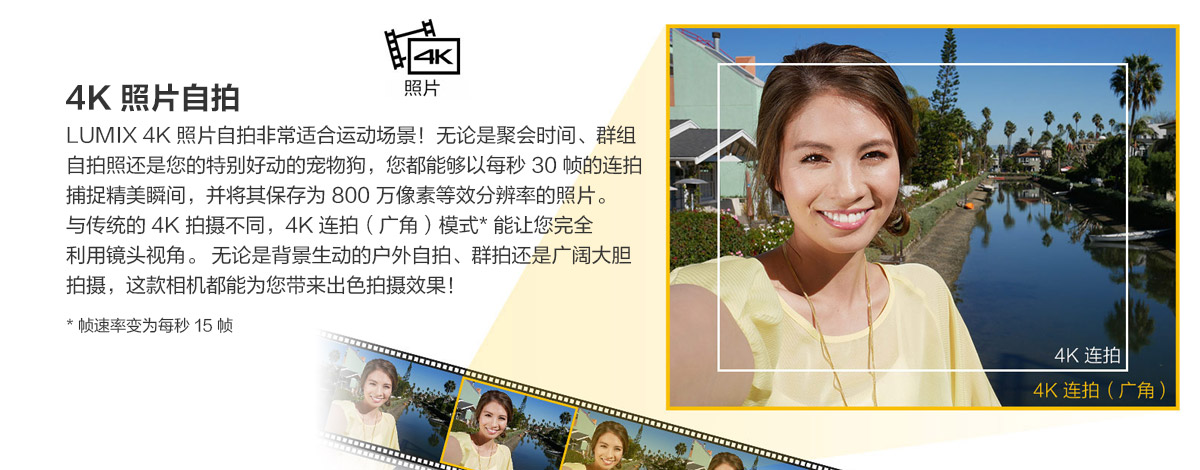 4K
照片
4K 照片自拍
LUMIX 4K 照片自拍非常适合运动场景！无论是聚会时间、群组
自拍照还是您的特别好动的宠物狗，您都能够以每秒 30 帧的连拍
捕捉精美瞬间，并将其保存为 800 万像素等效分辨率的照片。
与传统的 4K 拍摄不同，4K 连拍（广角）模式* 能让您完全
利用镜头视角。 无论是背景生动的户外自拍、群拍还是广阔大胆
拍摄，这款相机都能为您带来出色拍摄效果！
* 帧速率变为每秒 15 帧
4K 连拍
4K 连拍（广角）